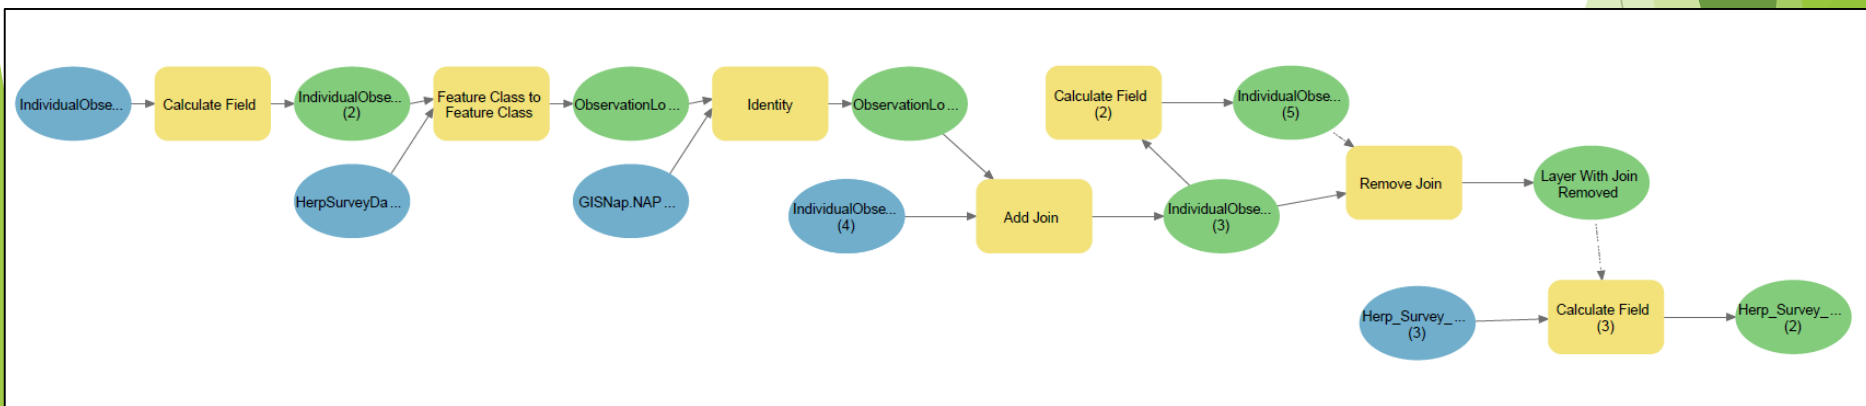 IndividualObse...
Calculate Field
IndividualObse...
(2)
Feature Class to
Feature Class
ObservationLo...
Identity
ObservationLo...
Calculate Field
(2)
IndividualObse...
(5)
HerpSurveyDa...
GISNap.NAP...
IndividualObse...
(4)
Add Join
IndividualObse...
(3)
Remove Join
Layer With Join
Removed
Herp_Survey_...
(3)
Calculate Field
(3)
Herp_Survey_...
(2)